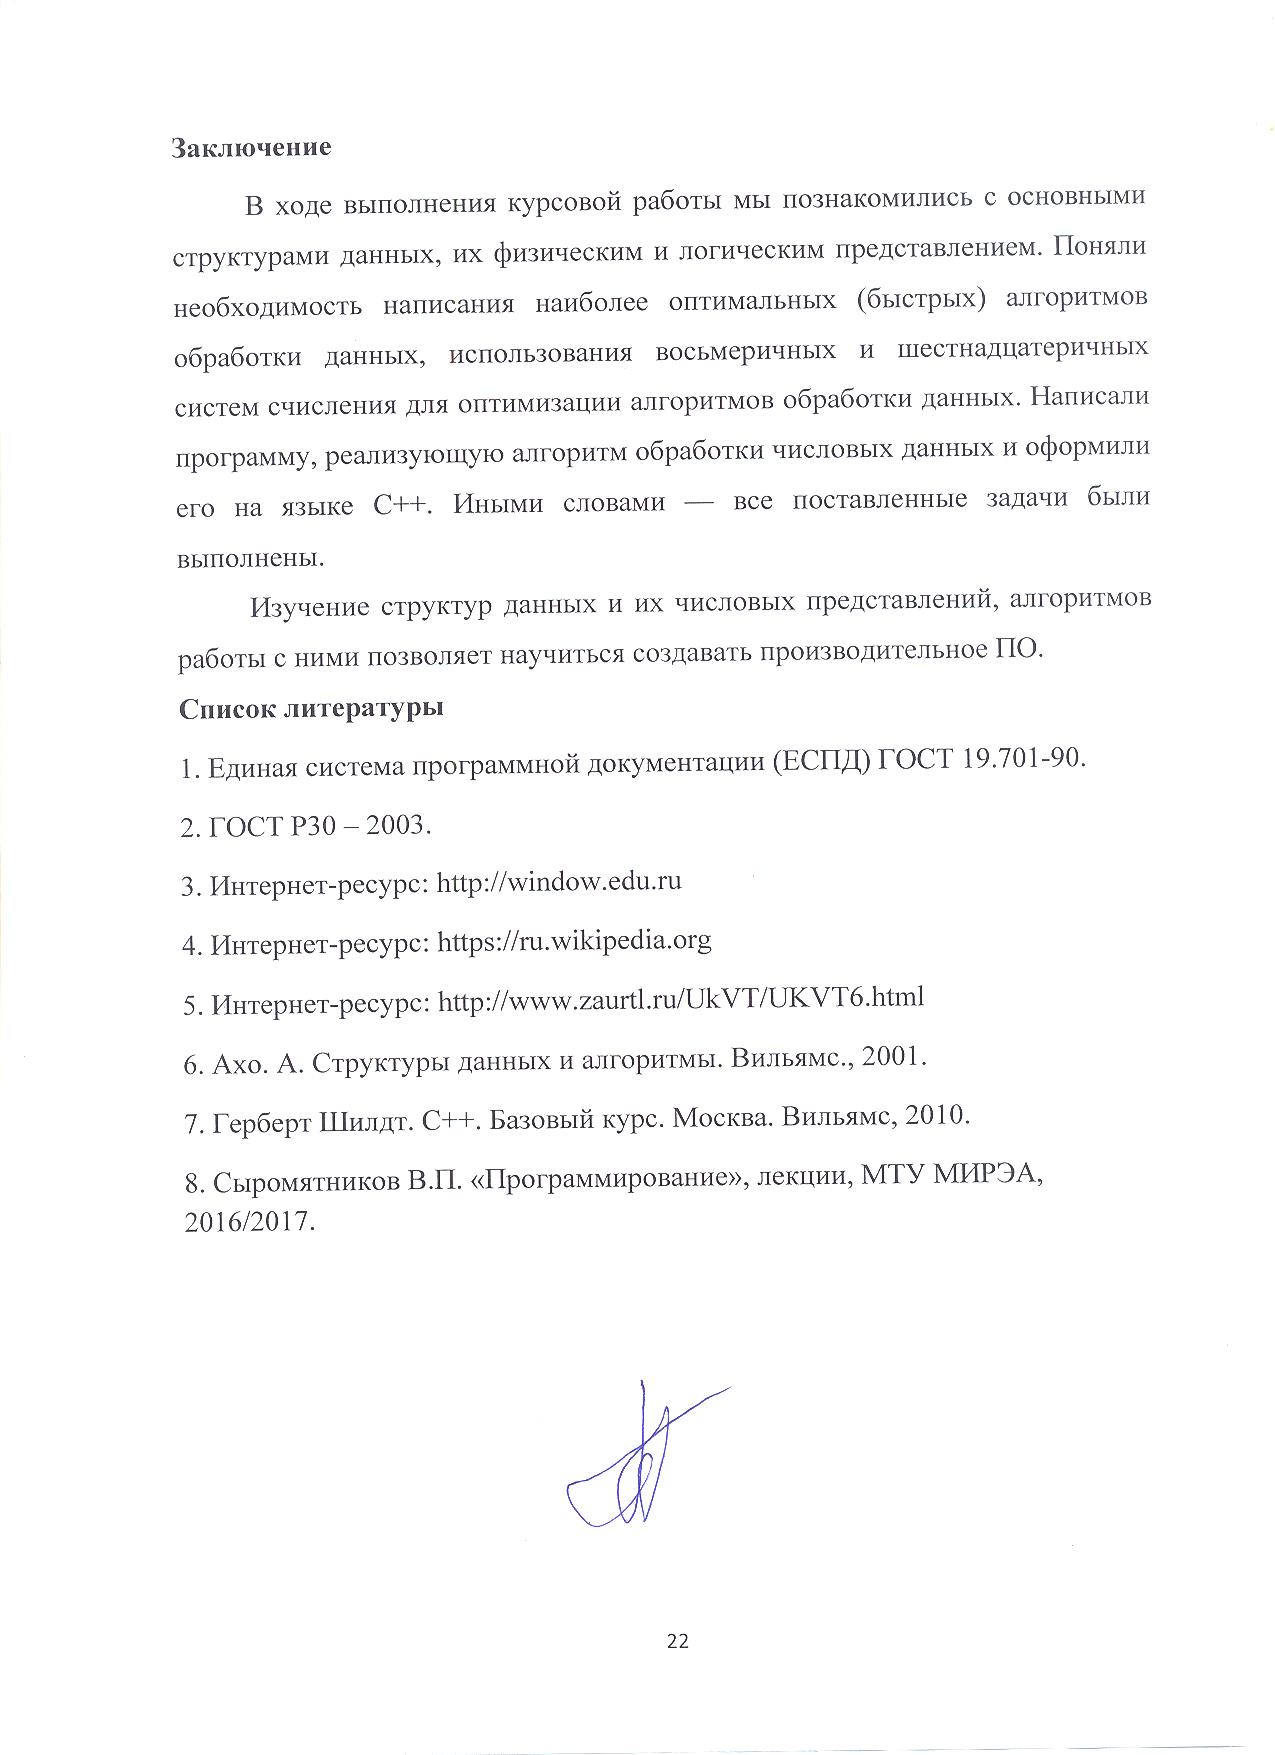 Заключение
В ходе выполнения курсовой работы мы познакомились с основными
структурами данных, их физическим и логическим представлением. Поняли
необходимость написания наиболее оптимальных (быстрых) алгоритмов
обработки данных, использования восьмеричных и шестнадцатеричных
систем счисления для оптимизации алгоритмов обработки данных. Написали
программу, реализующую алгоритм обработки числовых данных и оформили
его на языке С++. Иными словами — все поставленные задачи были
выполнены.
Изучение структур данных и их числовых представлений, алгоритмов
работы с ними позволяет научиться создавать производительное ПО.
Список литературы
1. Единая система программной документации (ЕСПД) ГОСТ 19.701-90.
2. ГОСТ Р30 – 2003.
3. Интернет-ресурс: http://window.edu.ru
4. Интернет-ресурс: https://ru.wikipedia.org
5. Интернет-ресурс: http://www.zaurtl.ru/UkVT/UKVT6.html
6. Ахо. А. Структуры данных и алгоритмы. Вильямс., 2001.
7. Герберт Шилдт. С++. Базовый курс. Москва. Вильямс, 2010.
8. Сыромятников В.П. «Программирование», лекции, МТУ МИРЭА,
2016/2017.
22